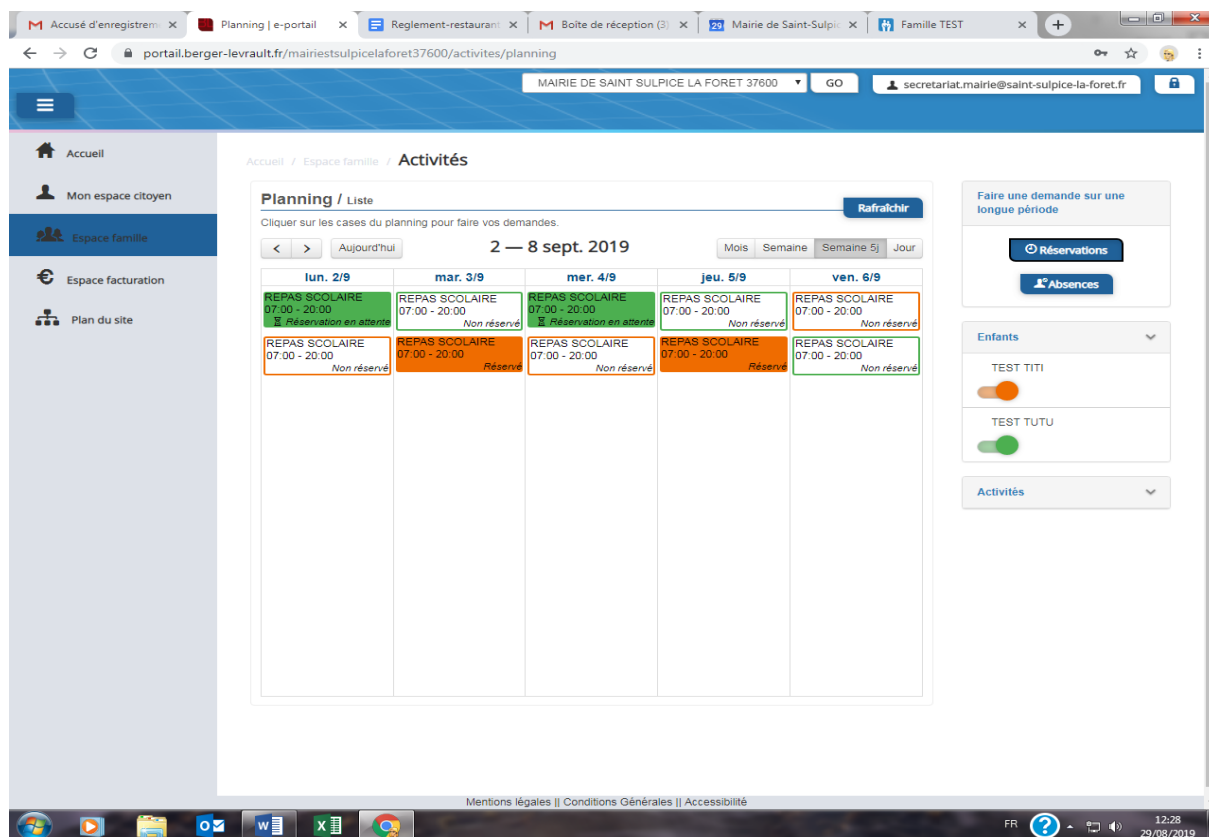 Accusé d'enregistrem
Planning | e-portail
Reglement-restaurant
Boîte de réception (3)
29 Mairie de Saint-Sulpic
Famille TEST
portail.berger-levrault.fr/mairiestsulpicelaforet37600/activites/planning
MAIRIE DE SAINT SULPICE LA FORET 37600
GO
secretariat.mairie@saint-sulpice-la-foret.fr
Accueil
Mon espace citoyen
Espace famille
Espace facturation
Plan du site
Accueil / Espace famille / Activités
Planning / Liste
Rafraîchir
Cliquer sur les cases du planning pour faire vos demandes.
< > Aujourd'hui
2 — 8 sept. 2019
Mois Semaine Semaine 5j Jour
lun. 2/9
mar. 3/9
mer. 4/9
jeu. 5/9
ven. 6/9
REPAS SCOLAIRE
07:00 - 20:00
Réservation en attente
REPAS SCOLAIRE
07:00 - 20:00
Non réservé
REPAS SCOLAIRE
07:00 - 20:00
Réservation en attente
REPAS SCOLAIRE
07:00 - 20:00
Non réservé
REPAS SCOLAIRE
07:00 - 20:00
Non réservé
REPAS SCOLAIRE
07:00 - 20:00
Non réservé
REPAS SCOLAIRE
07:00 - 20:00
Réservé
REPAS SCOLAIRE
07:00 - 20:00
Non réservé
REPAS SCOLAIRE
07:00 - 20:00
Réservé
REPAS SCOLAIRE
07:00 - 20:00
Non réservé
Faire une demande sur une
longue période
Réservations
Absences
Enfants
TEST TITI
TEST TUTU
Activités
Mentions légales || Conditions Générales || Accessibilité
FR
12:28
29/08/2019